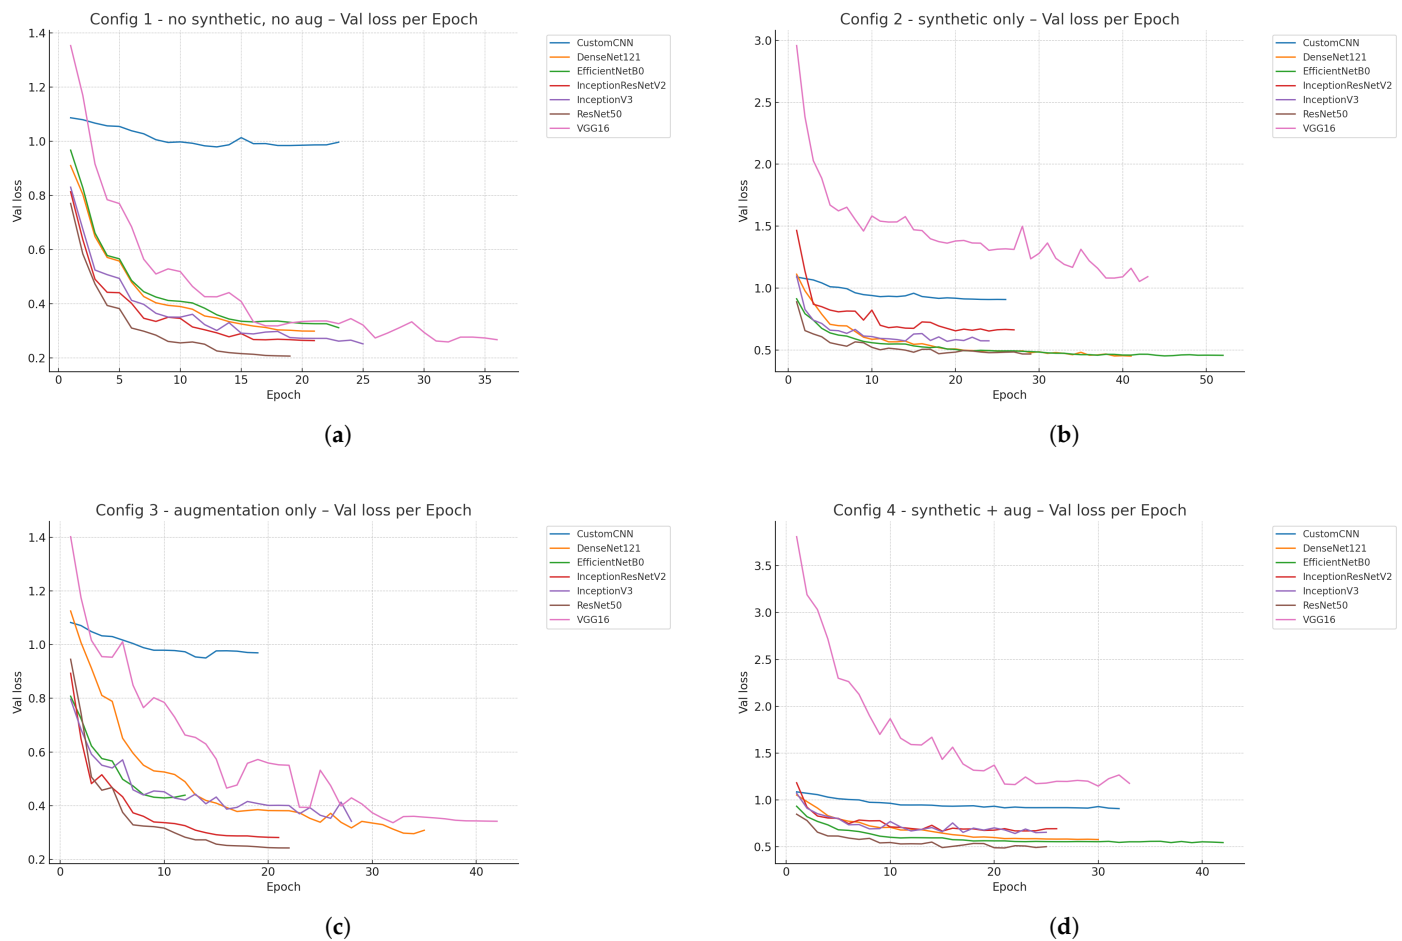 Config 1 - no synthetic, no aug – Val loss per Epoch
1.4
1.2
1.0
0.8
0.6
0.4
0.2
Val loss
0
5
10
15
20
25
30
35
Epoch
CustomCNN
DenseNet121
EfficientNetB0
InceptionResNetV2
InceptionV3
ResNet50
VGG16
(a)
Config 2 - synthetic only – Val loss per Epoch
3.0
2.5
2.0
1.5
1.0
0.5
Val loss
0
10
20
30
40
50
Epoch
CustomCNN
DenseNet121
EfficientNetB0
InceptionResNetV2
InceptionV3
ResNet50
VGG16
(b)
Config 3 - augmentation only – Val loss per Epoch
1.4
1.2
1.0
0.8
0.6
0.4
0.2
Val loss
0
10
20
30
40
Epoch
CustomCNN
DenseNet121
EfficientNetB0
InceptionResNetV2
InceptionV3
ResNet50
VGG16
(c)
Config 4 - synthetic + aug – Val loss per Epoch
3.5
3.0
2.5
2.0
1.5
1.0
0.5
Val loss
0
10
20
30
40
Epoch
CustomCNN
DenseNet121
EfficientNetB0
InceptionResNetV2
InceptionV3
ResNet50
VGG16
(d)